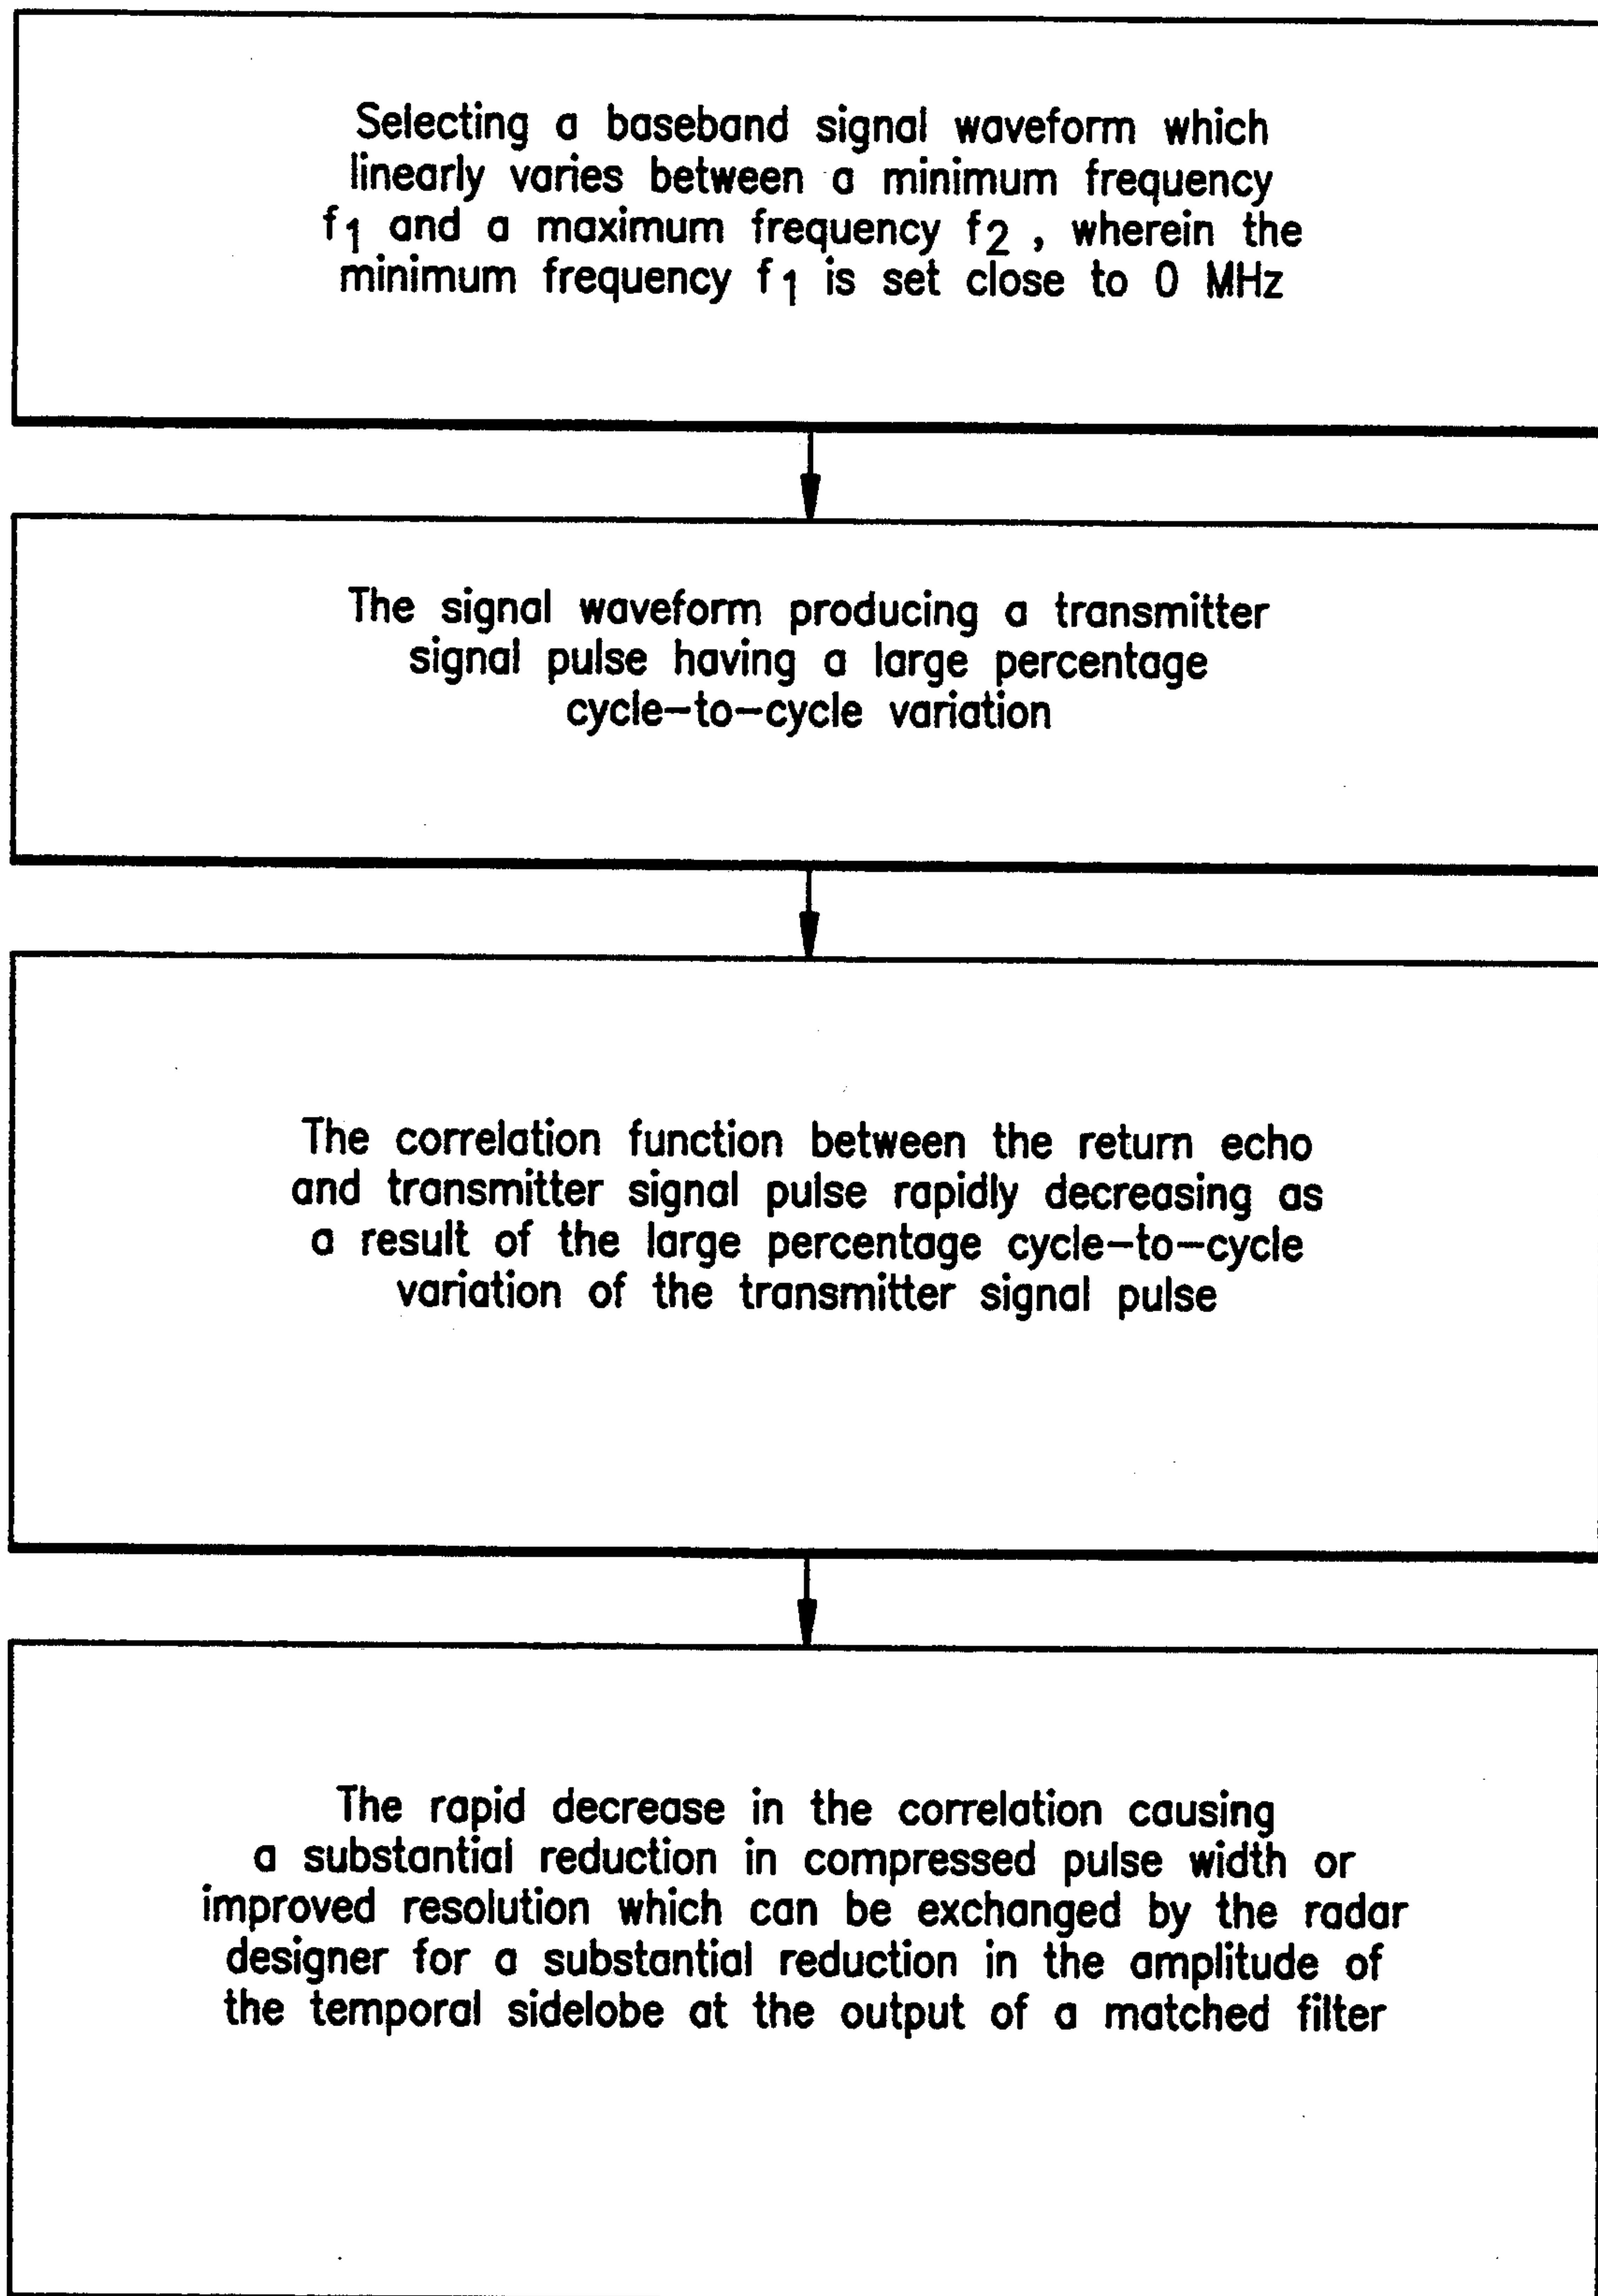 Selecting a baseband signal waveform which
linearly varies between a minimum frequency
f1 and a maximum frequency f2 , wherein the
minimum frequency f1 is set close to 0 MHz
The signal waveform producing a transmitter
signal pulse having a large percentage
cycle-to-cycle variation
The correlation function between the return echo
and transmitter signal pulse rapidly decreasing as
a result of the large percentage cycle-to-cycle
variation of the transmitter signal pulse
The rapid decrease in the correlation causing
a substantial reduction in compressed pulse width or
improved resolution which can be exchanged by the radar
designer for a substantial reduction in the amplitude of
the temporal sidelobe at the output of a matched filter